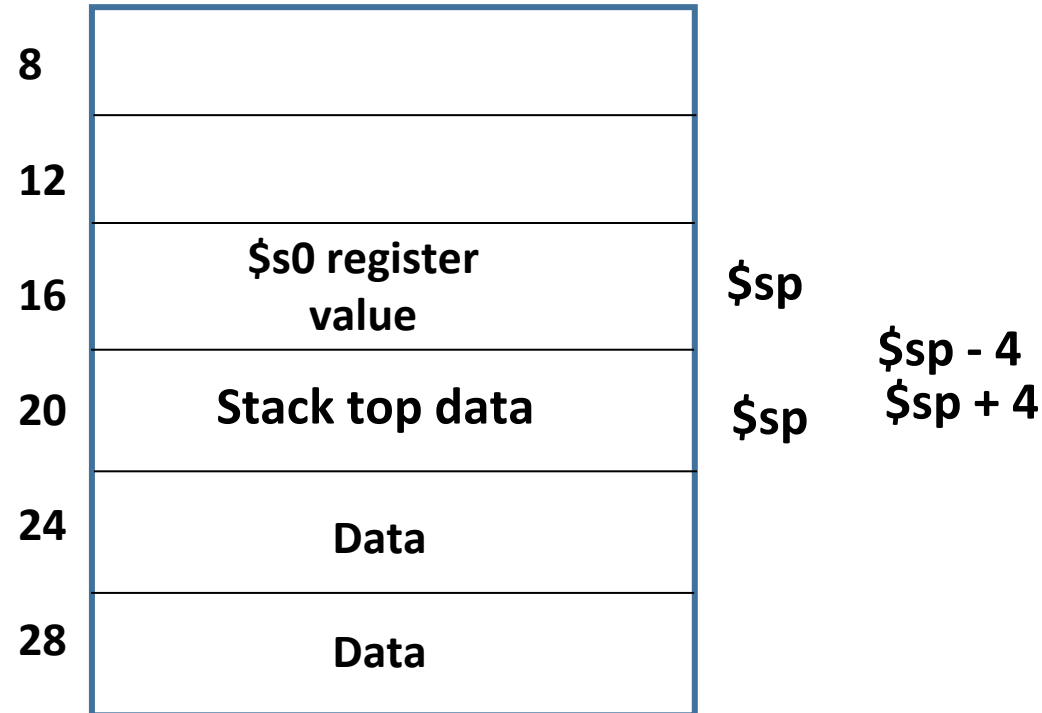 8
12
$s0 register
value
16
$sp
$sp - 4
$sp + 4
20
Stack top data
$sp
24
Data
28
Data